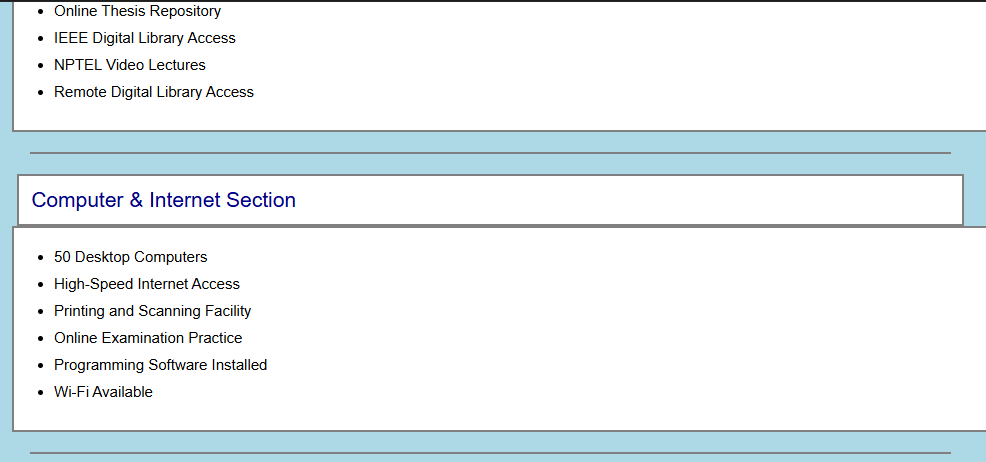 Online Thesis Repository
IEEE Digital Library Access
NPTEL Video Lectures
Remote Digital Library Access
Computer & Internet Section
50 Desktop Computers
High-Speed Internet Access
Printing and Scanning Facility
Online Examination Practice
Programming Software Installed
Wi-Fi Available